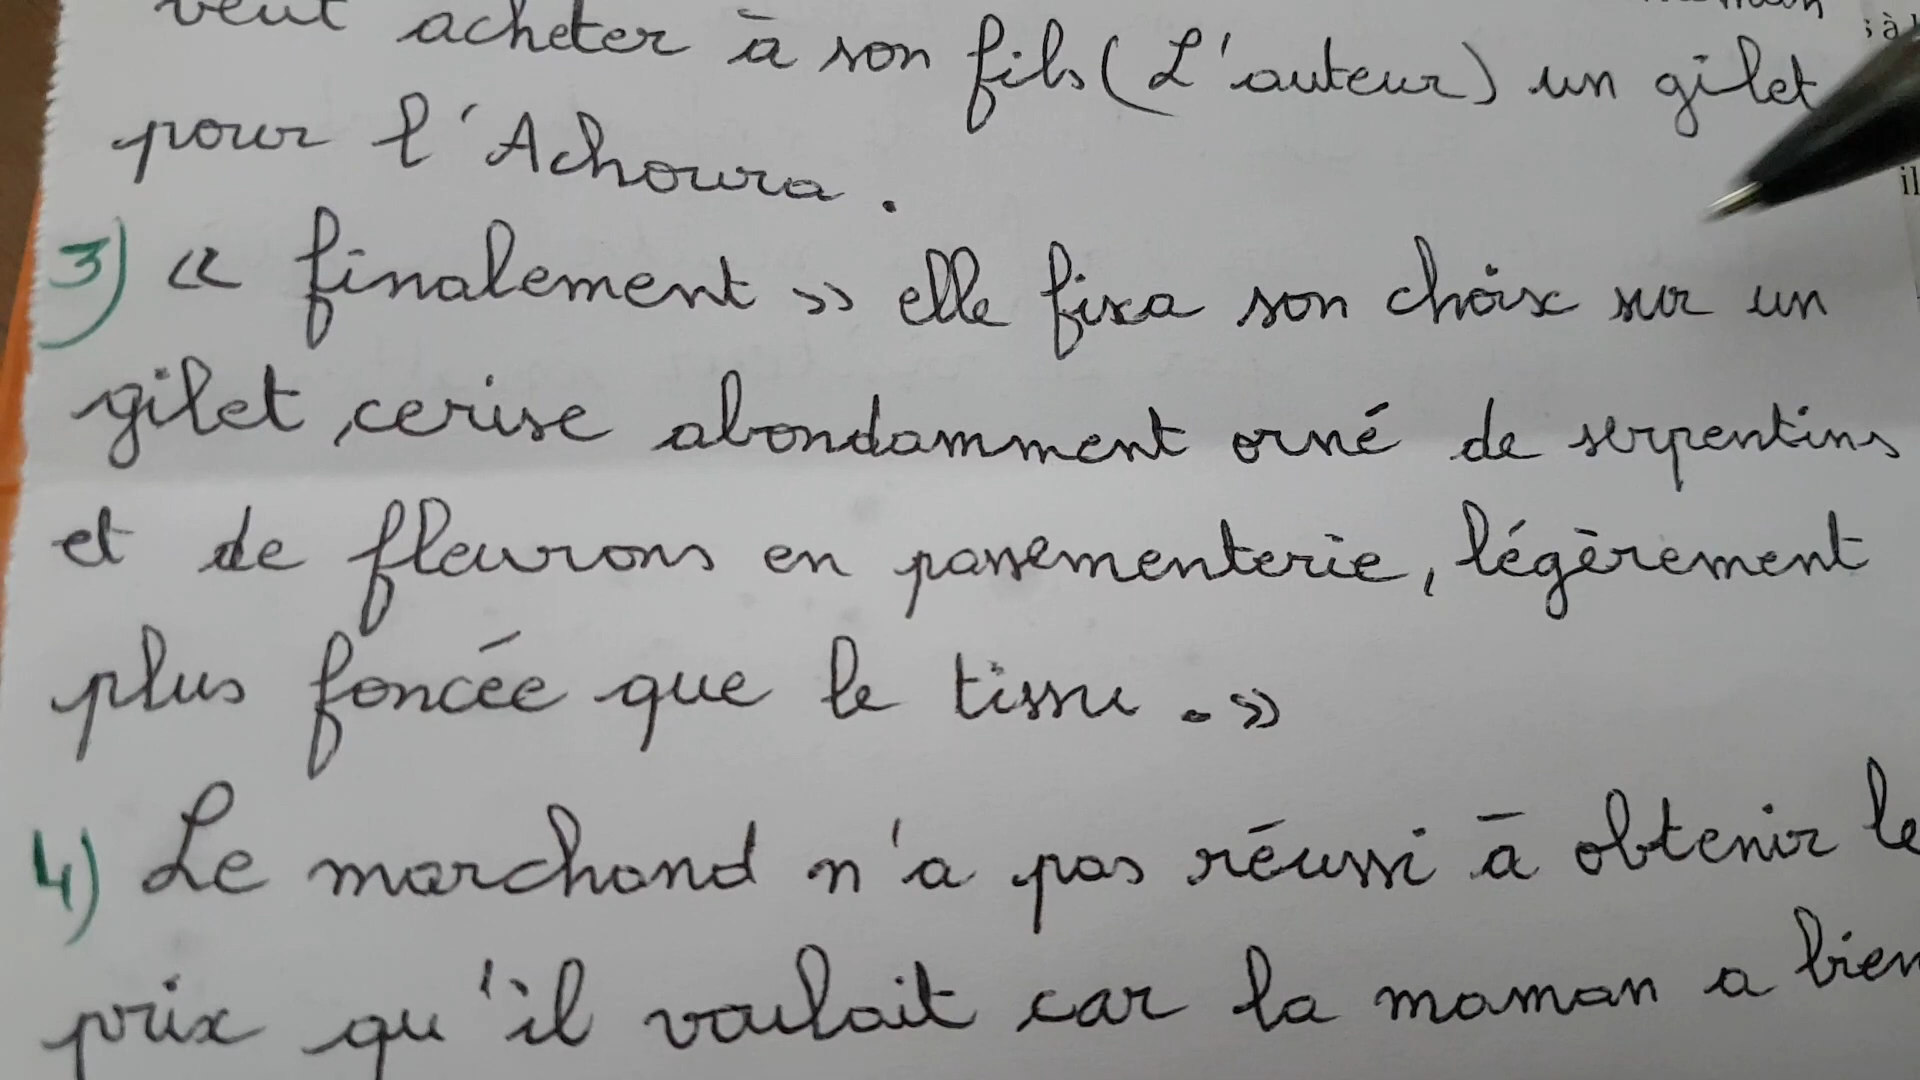 veut acheter à son fils (L'auteur) un gilet
pour l'Achoura.
3) « finalement » elle fixa son choix sur un
gilet, cerise abondamment orné de serpentins
et de fleurons en passementerie, légèrement
plus foncée que le tissu. »
4) Le marchand n'a pas réussi à obtenir le
prix qu'il voulait car la maman a bien